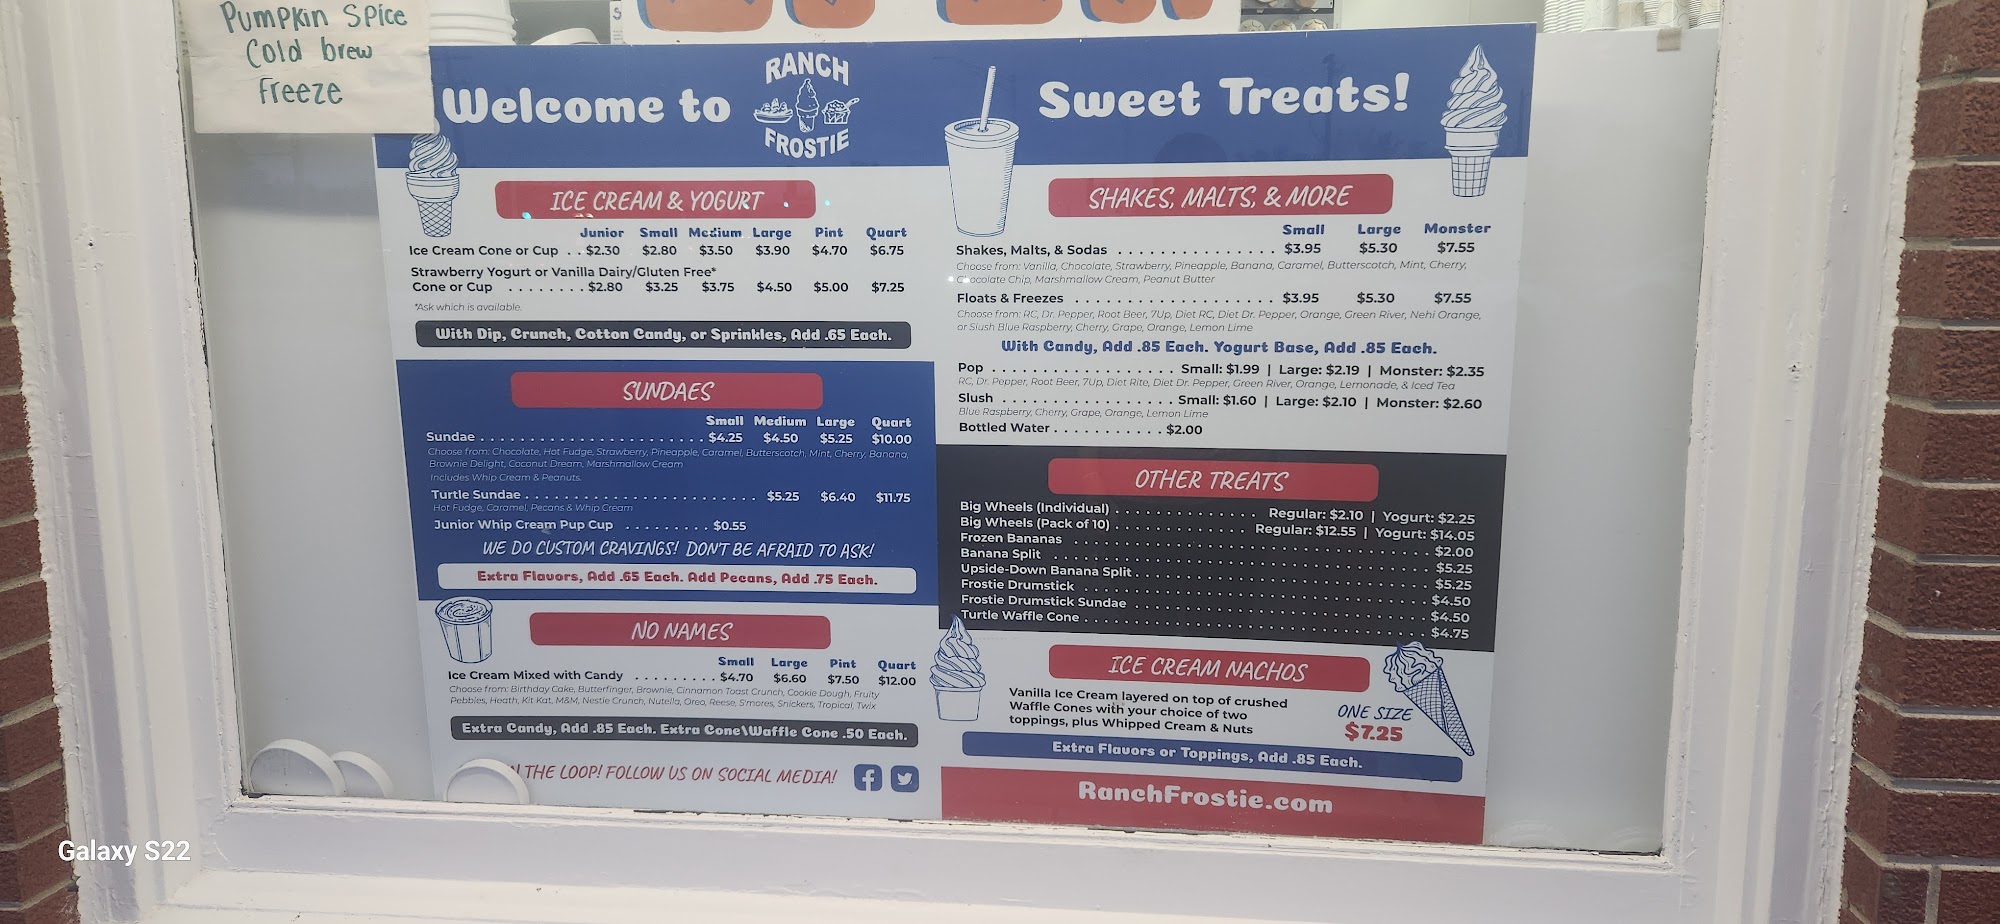 Pumpkin Spice
Cold brew
Freeze
Welcome to
RANCH
FROSTIE
Sweet Treats!
ICE CREAM & YOGURT
Junior Small Medium Large Pint Quart
Ice Cream Cone or Cup . . $2.30 $2.80 $3.50 $3.90 $4.70 $6.75
Strawberry Yogurt or Vanilla Dairy/Gluten Free*
Cone or Cup . . . . . . . . $2.80 $3.25 $3.75 $4.50 $5.00 $7.25
*Ask which is available.
With Dip, Crunch, Cotton Candy, or Sprinkles, Add .65 Each.
SUNDAES
Small Medium Large Quart
Sundae . . . . . . . . . . . . . . . . . . . . . . . $4.25 $4.50 $5.25 $10.00
Choose from: Chocolate, Hot Fudge, Strawberry, Pineapple, Caramel, Butterscotch, Mint, Cherry, Banana,
Brownie Delight, Coconut Dream, Marshmallow Cream
Includes Whip Cream & Peanuts.
Turtle Sundae . . . . . . . . . . . . . . . . . . . . . . . . $5.25 $6.40 $11.75
Hot Fudge, Caramel, Pecans & Whip Cream
Junior Whip Cream Pup Cup . . . . . . . . . $0.55
WE DO CUSTOM CRAVINGS! DON'T BE AFRAID TO ASK!
Extra Flavors, Add .65 Each. Add Pecans, Add .75 Each.
NO NAMES
Small Large Pint Quart
Ice Cream Mixed with Candy . . . . . . . . . $4.70 $6.60 $7.50 $12.00
Choose from: Birthday Cake, Butterfinger, Brownie, Cinnamon Toast Crunch, Cookie Dough, Fruity
Pebbles, Heath, Kit Kat, M&M, Nestle Crunch, Nutella, Oreo, Reese, S'mores, Snickers, Tropical, Twix
Extra Candy, Add .85 Each. Extra Cone\Waffle Cone .50 Each.
THE LOOP! FOLLOW US ON SOCIAL MEDIA!
SHAKES, MALTS, & MORE
Small Large Monster
Shakes, Malts, & Sodas . . . . . . . . . . . . . . . . $3.95 $5.30 $7.55
Choose from: Vanilla, Chocolate, Strawberry, Pineapple, Banana, Caramel, Butterscotch, Mint, Cherry,
Chocolate Chip, Marshmallow Cream, Peanut Butter
Floats & Freezes . . . . . . . . . . . . . . . . . . . . $3.95 $5.30 $7.55
Choose from: RC, Dr. Pepper, Root Beer, 7Up, Diet RC, Diet Dr. Pepper, Orange, Green River, Nehi Orange,
or Slush Blue Raspberry, Cherry, Grape, Orange, Lemon Lime
With Candy, Add .85 Each. Yogurt Base, Add .85 Each.
Pop . . . . . . . . . . . . . . . . . . Small: $1.99 | Large: $2.19 | Monster: $2.35
RC, Dr. Pepper, Root Beer, 7Up, Diet Rite, Diet Dr. Pepper, Green River, Orange, Lemonade, & Iced Tea
Slush . . . . . . . . . . . . . . . . . Small: $1.60 | Large: $2.10 | Monster: $2.60
Blue Raspberry, Cherry, Grape, Orange, Lemon Lime
Bottled Water . . . . . . . . . . . $2.00
OTHER TREATS
Big Wheels (Individual) . . . . . . . . . . . . . . Regular: $2.10 | Yogurt: $2.25
Big Wheels (Pack of 10) . . . . . . . . . . . . . Regular: $12.55 | Yogurt: $14.05
Frozen Bananas . . . . . . . . . . . . . . . . . . . . . . . . . . . . . . . . . . $2.00
Banana Split . . . . . . . . . . . . . . . . . . . . . . . . . . . . . . . . . . . . $5.25
Upside-Down Banana Split . . . . . . . . . . . . . . . . . . . . . . . . . . . $5.25
Frostie Drumstick . . . . . . . . . . . . . . . . . . . . . . . . . . . . . . . . . $4.50
Frostie Drumstick Sundae . . . . . . . . . . . . . . . . . . . . . . . . . . . $4.50
Turtle Waffle Cone . . . . . . . . . . . . . . . . . . . . . . . . . . . . . . . . $4.75
ICE CREAM NACHOS
Vanilla Ice Cream layered on top of crushed
Waffle Cones with your choice of two
toppings, plus Whipped Cream & Nuts
ONE SIZE
$7.25
Extra Flavors or Toppings, Add .85 Each.
RanchFrostie.com
Galaxy S22